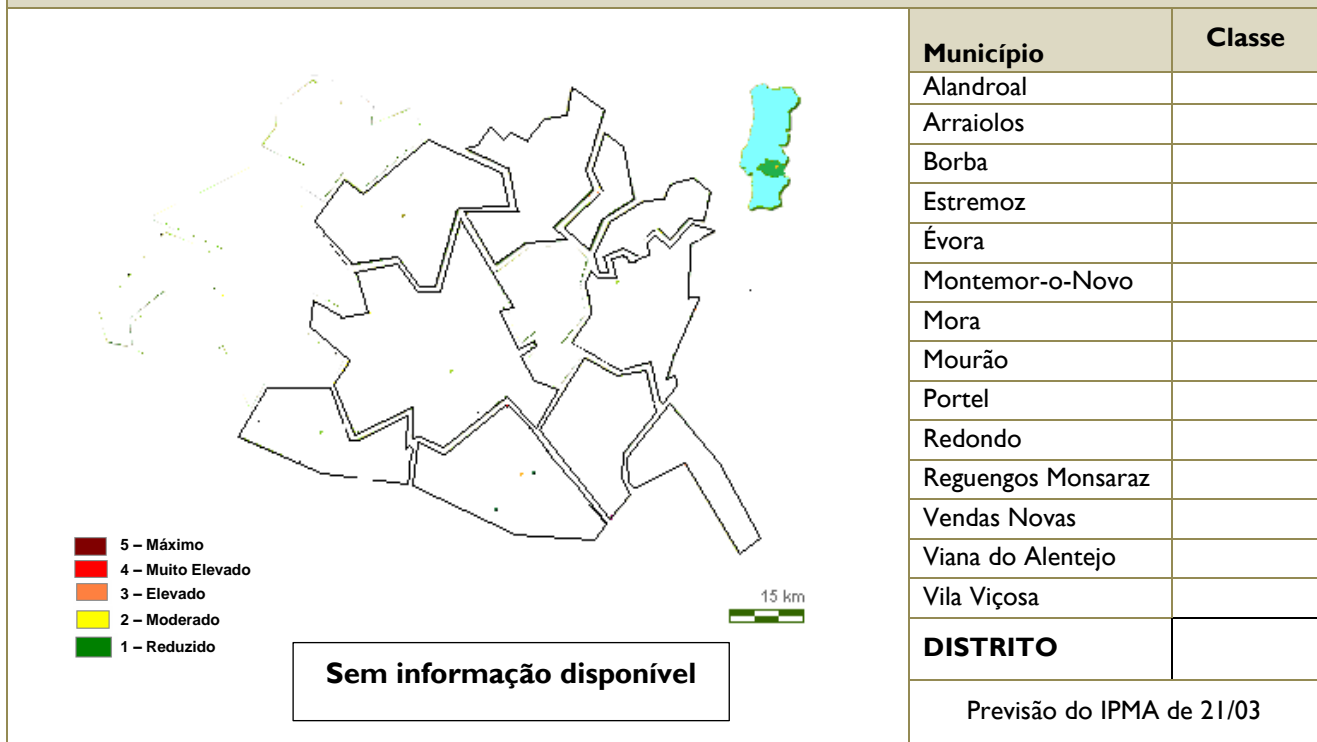 5 – Máximo
4 – Muito Elevado
3 – Elevado
2 – Moderado
1 – Reduzido
15 km
Sem informação disponível
Município Classe
Alandroal
Arraiolos
Borba
Estremoz
Évora
Montemor-o-Novo
Mora
Mourão
Portel
Redondo
Reguengos Monsaraz
Vendas Novas
Viana do Alentejo
Vila Viçosa
DISTRITO
Previsão do IPMA de 21/03